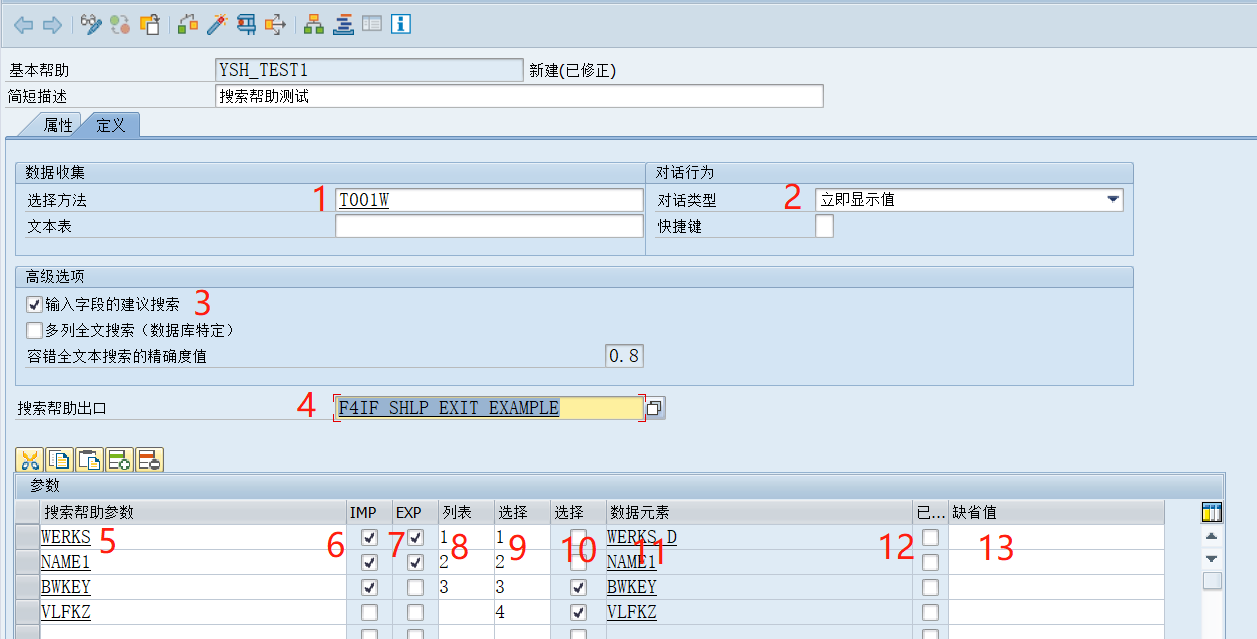 基本帮助 YSH_TEST1 新建(已修正)
简短描述 搜索帮助测试
属性 定义
数据收集 对话行为
选择方法 1 T001W 对话类型 2 立即显示值
文本表 快捷键
高级选项
输入字段的建议搜索 3
多列全文搜索（数据库特定）
容错全文本搜索的精确度值 0.8
搜索帮助出口 4 F4IF_SHLP_EXIT_EXAMPLE
参数
搜索帮助参数 IMP EXP 列表 选择 选择 数据元素 已... 缺省值
WERKS 5 6 7 1 8 1 9 10 WERKS_D 11 12 13
NAME1 2 2 NAME1
BWKEY 3 3 BWKEY
VLFKZ 4 VLFKZ